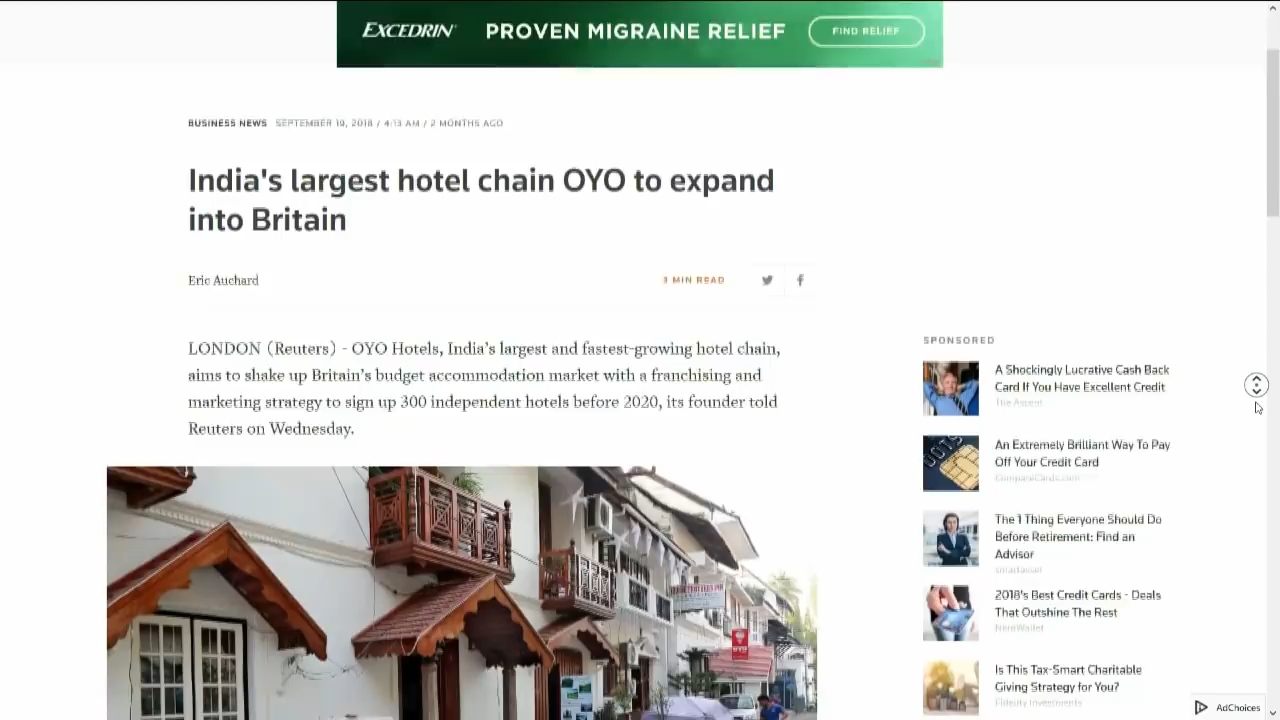 EXCEDRIN PROVEN MIGRAINE RELIEF FIND RELIEF
BUSINESS NEWS SEPTEMBER 19, 2018 / 4:13 AM / 2 MONTHS AGO
India's largest hotel chain OYO to expand
into Britain
Eric Auchard
3 MIN READ
LONDON (Reuters) - OYO Hotels, India's largest and fastest-growing hotel chain,
aims to shake up Britain's budget accommodation market with a franchising and
marketing strategy to sign up 300 independent hotels before 2020, its founder told
Reuters on Wednesday.
SPONSORED
A Shockingly Lucrative Cash Back
Card If You Have Excellent Credit
The Ascent
An Extremely Brilliant Way To Pay
Off Your Credit Card
CompareCards.com
The 1 Thing Everyone Should Do
Before Retirement: Find an
Advisor
smartasset
2018's Best Credit Cards - Deals
That Outshine The Rest
NerdWallet
Is This Tax-Smart Charitable
Giving Strategy for You?
Fidelity Investments
AdChoices